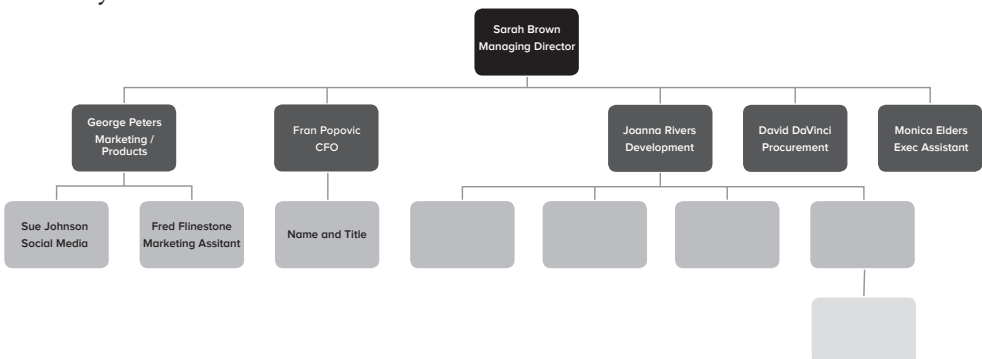 Sarah Brown
Managing Director
George Peters
Marketing /
Products
Fran Popovic
CFO
Joanna Rivers
Development
David DaVinci
Procurement
Monica Elders
Exec Assistant
Sue Johnson
Social Media
Fred Flinestone
Marketing Assitant
Name and Title